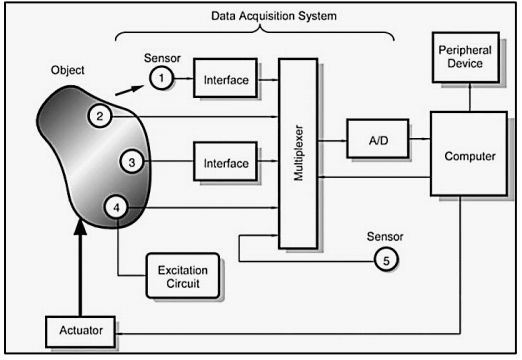 Data Acquisition System
Sensor
Object
1
Interface
Peripheral
Device
2
Multiplexer
A/D
Computer
3
Interface
4
Sensor
5
Excitation
Circuit
Actuator